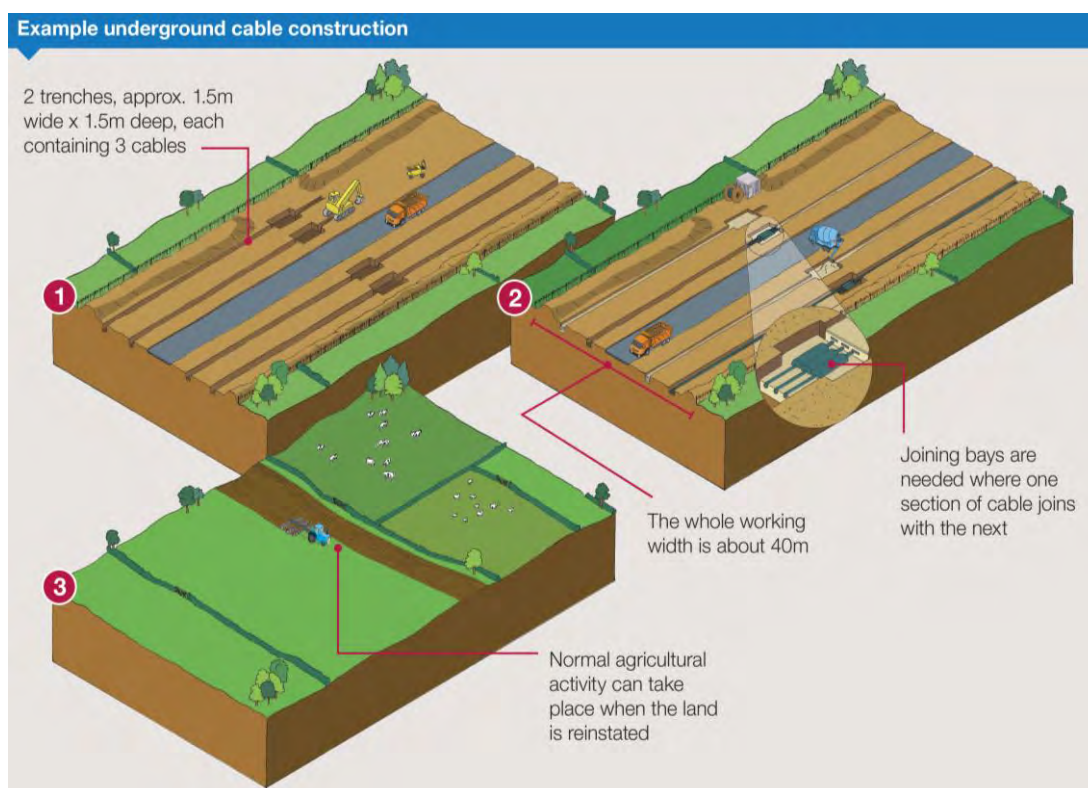 Example underground cable construction
2 trenches, approx. 1.5m
wide x 1.5m deep, each
containing 3 cables
1
2
Joining bays are
needed where one
section of cable joins
with the next
The whole working
width is about 40m
3
Normal agricultural
activity can take
place when the land
is reinstated